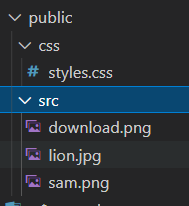 public
css
# styles.css
src
download.png
lion.jpg
sam.png